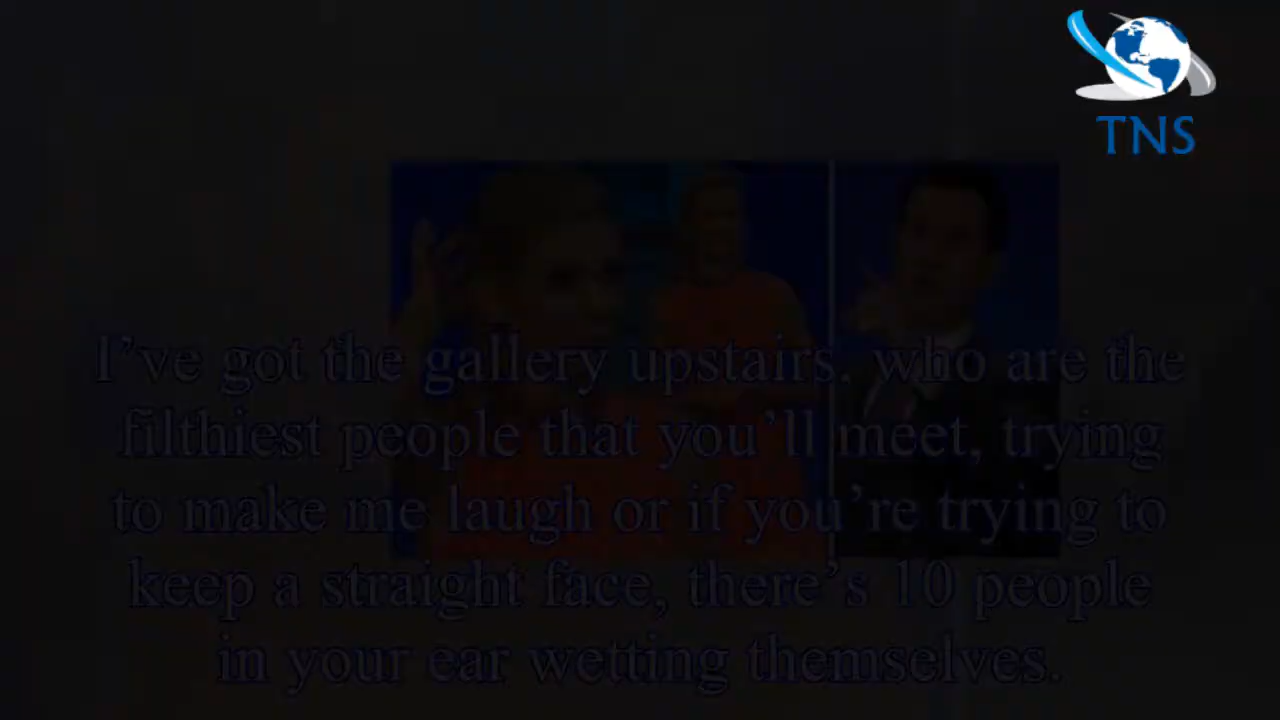 TNS
I’ve got the gallery upstairs, who are the
filthiest people that you’ll meet, trying
to make me laugh or if you’re trying to
keep a straight face, there’s 10 people
in your ear wetting themselves.